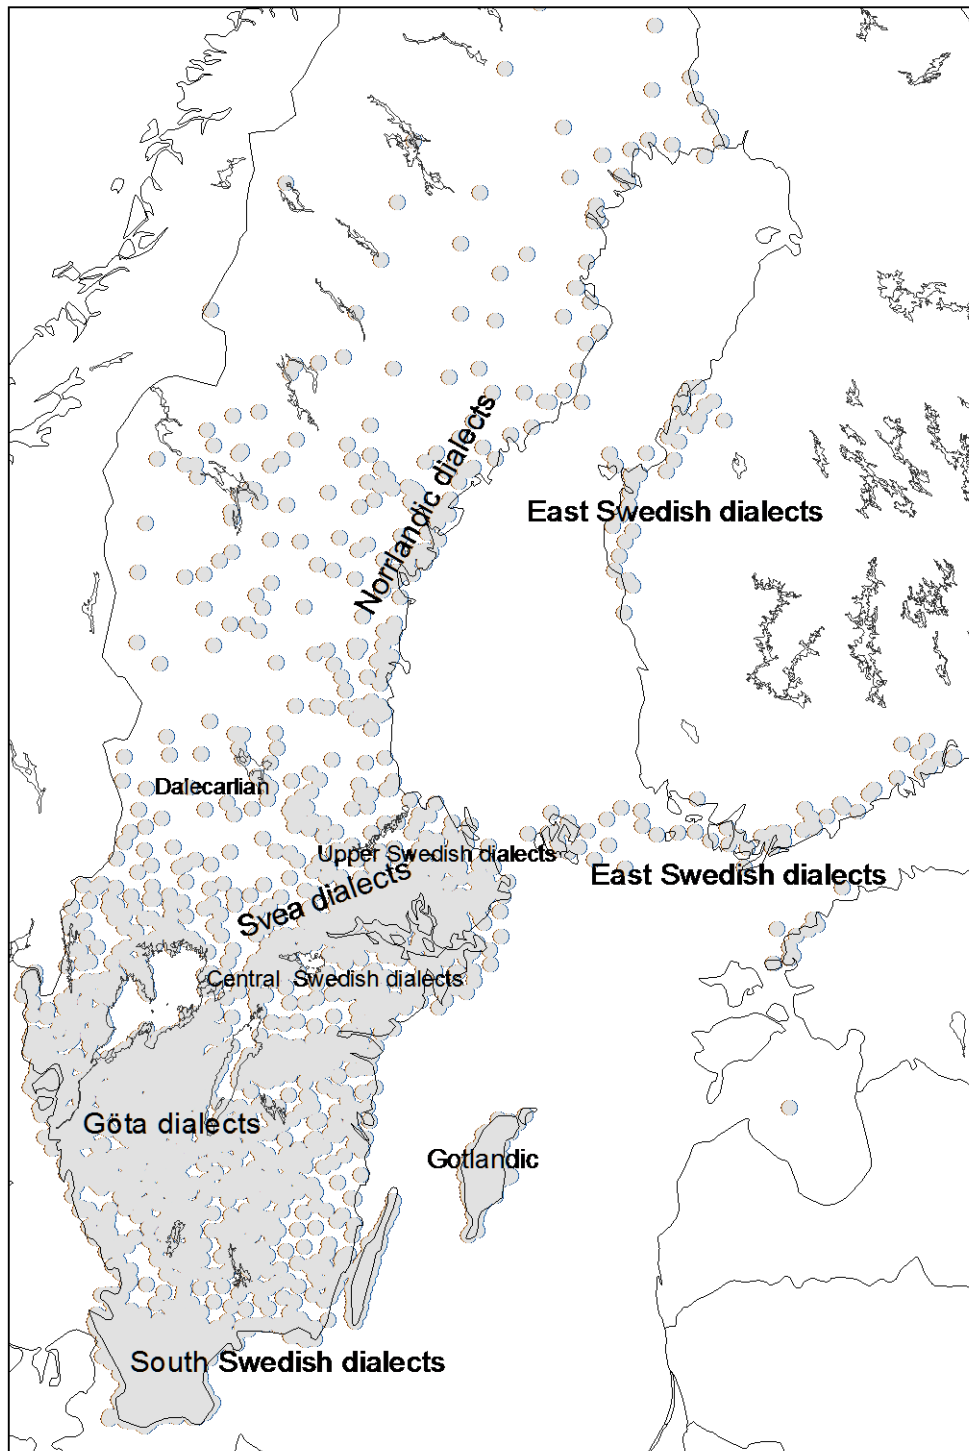 Norrlandic dialects
East Swedish dialects
Dalecarlian
Upper Swedish dialects
East Swedish dialects
Svea dialects
Central Swedish dialects
Göta dialects
Gotlandic
South Swedish dialects